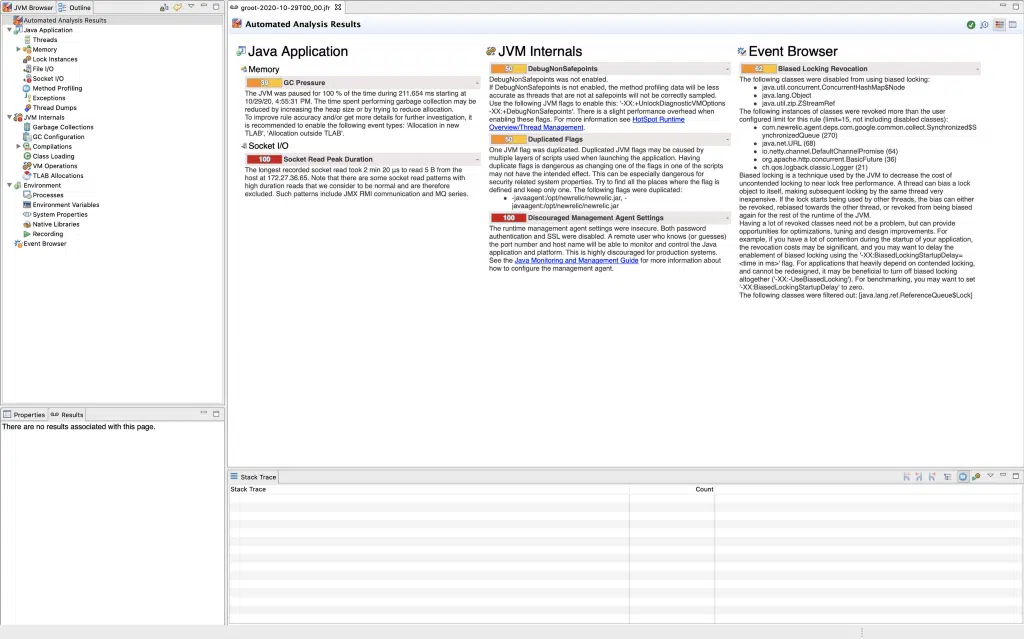 JVM Browser
Outline
Automated Analysis Results
Java Application
Threads
Memory
Lock Instances
File I/O
Socket I/O
Method Profiling
Exceptions
Thread Dumps
JVM Internals
Garbage Collections
GC Configuration
Compilations
Class Loading
VM Operations
TLAB Allocations
Environment
Processes
Environment Variables
System Properties
Native Libraries
Recording
Event Browser
Properties
Results
There are no results associated with this page.
groot-2020-10-29T00_00.jfr
Automated Analysis Results
Java Application
Memory
GC Pressure
The JVM was paused for 100 % of the time during 211.654 ms starting at
10/29/20, 4:55:31 PM. The time spent performing garbage collection may be
reduced by increasing the heap size or by trying to reduce allocation.
To improve rule accuracy and/or get more details for further investigation, it
is recommended to enable the following event types: 'Allocation in new
TLAB', 'Allocation outside TLAB'.
Socket I/O
100 Socket Read Peak Duration
The longest recorded socket read took 2 min 20 µs to read 5 B from the
host at 172.27.36.65. Note that there are some socket read patterns with
high duration reads that we consider to be normal and are therefore
excluded. Such patterns include JMX RMI communication and MQ series.
JVM Internals
50 DebugNonSafepoints
DebugNonSafepoints was not enabled.
If DebugNonSafepoints is not enabled, the method profiling data will be less
accurate as threads that are not at safepoints will not be correctly sampled.
Use the following JVM flags to enable this: '-XX:+UnlockDiagnosticVMOptions
-XX:+DebugNonSafepoints'. There is a slight performance overhead when
enabling these flags. For more information see HotSpot Runtime
Overview/Thread Management.
50 Duplicated Flags
One JVM flag was duplicated. Duplicated JVM flags may be caused by
multiple layers of scripts used when launching the application. Having
duplicate flags is dangerous as changing one of the flags in one of the scripts
may not have the intended effect. This can be especially dangerous for
security related system properties. Try to find all the places where the flag is
defined and keep only one. The following flags were duplicated:
• -javaagent:/opt/newrelic/newrelic.jar, -
javaagent:/opt/newrelic/newrelic.jar
100 Discouraged Management Agent Settings
The runtime management agent settings were insecure. Both password
authentication and SSL were disabled. A remote user who knows (or guesses)
the port number and host name will be able to monitor and control the Java
application and platform. This is highly discouraged for production systems.
See the Java Monitoring and Management Guide for more information about
how to configure the management agent.
Event Browser
62 Biased Locking Revocation
The following classes were disabled from using biased locking:
• java.util.concurrent.ConcurrentHashMap$Node
• java.lang.Object
• java.util.zip.ZStreamRef
The following instances of classes were revoked more than the user
configured limit for this rule (limit=15, not including disabled classes):
• com.newrelic.agent.deps.com.google.common.collect.Synchronized$S
ynchronizedQueue (270)
• java.net.URL (68)
• io.netty.channel.DefaultChannelPromise (64)
• org.apache.http.concurrent.BasicFuture (36)
• ch.qos.logback.classic.Logger (21)
Biased locking is a technique used by the JVM to decrease the cost of
uncontended locking to near lock free performance. A thread can bias a lock
object to itself, making subsequent locking by the same thread very
inexpensive. If the lock starts being used by other threads, the bias can either
be revoked, rebiased towards the other thread, or revoked from being biased
again for the rest of the runtime of the JVM.
Having a lot of revoked classes need not be a problem, but can provide
opportunities for optimizations, tuning and design improvements. For
example, if you have a lot of contention during the startup of your application,
the revocation costs may be significant, and you may want to delay the
enablement of biased locking using the '-XX:BiasedLockingStartupDelay=
<time in ms>' flag. For applications that heavily depend on contended locking,
and cannot be redesigned, it may be beneficial to turn off biased locking
altogether ('-XX:-UseBiasedLocking'). For benchmarking, you may want to set
'-XX:BiasedLockingStartupDelay' to zero.
The following classes were filtered out: [java.lang.ref.ReferenceQueue$Lock]
Stack Trace
Stack Trace
Count